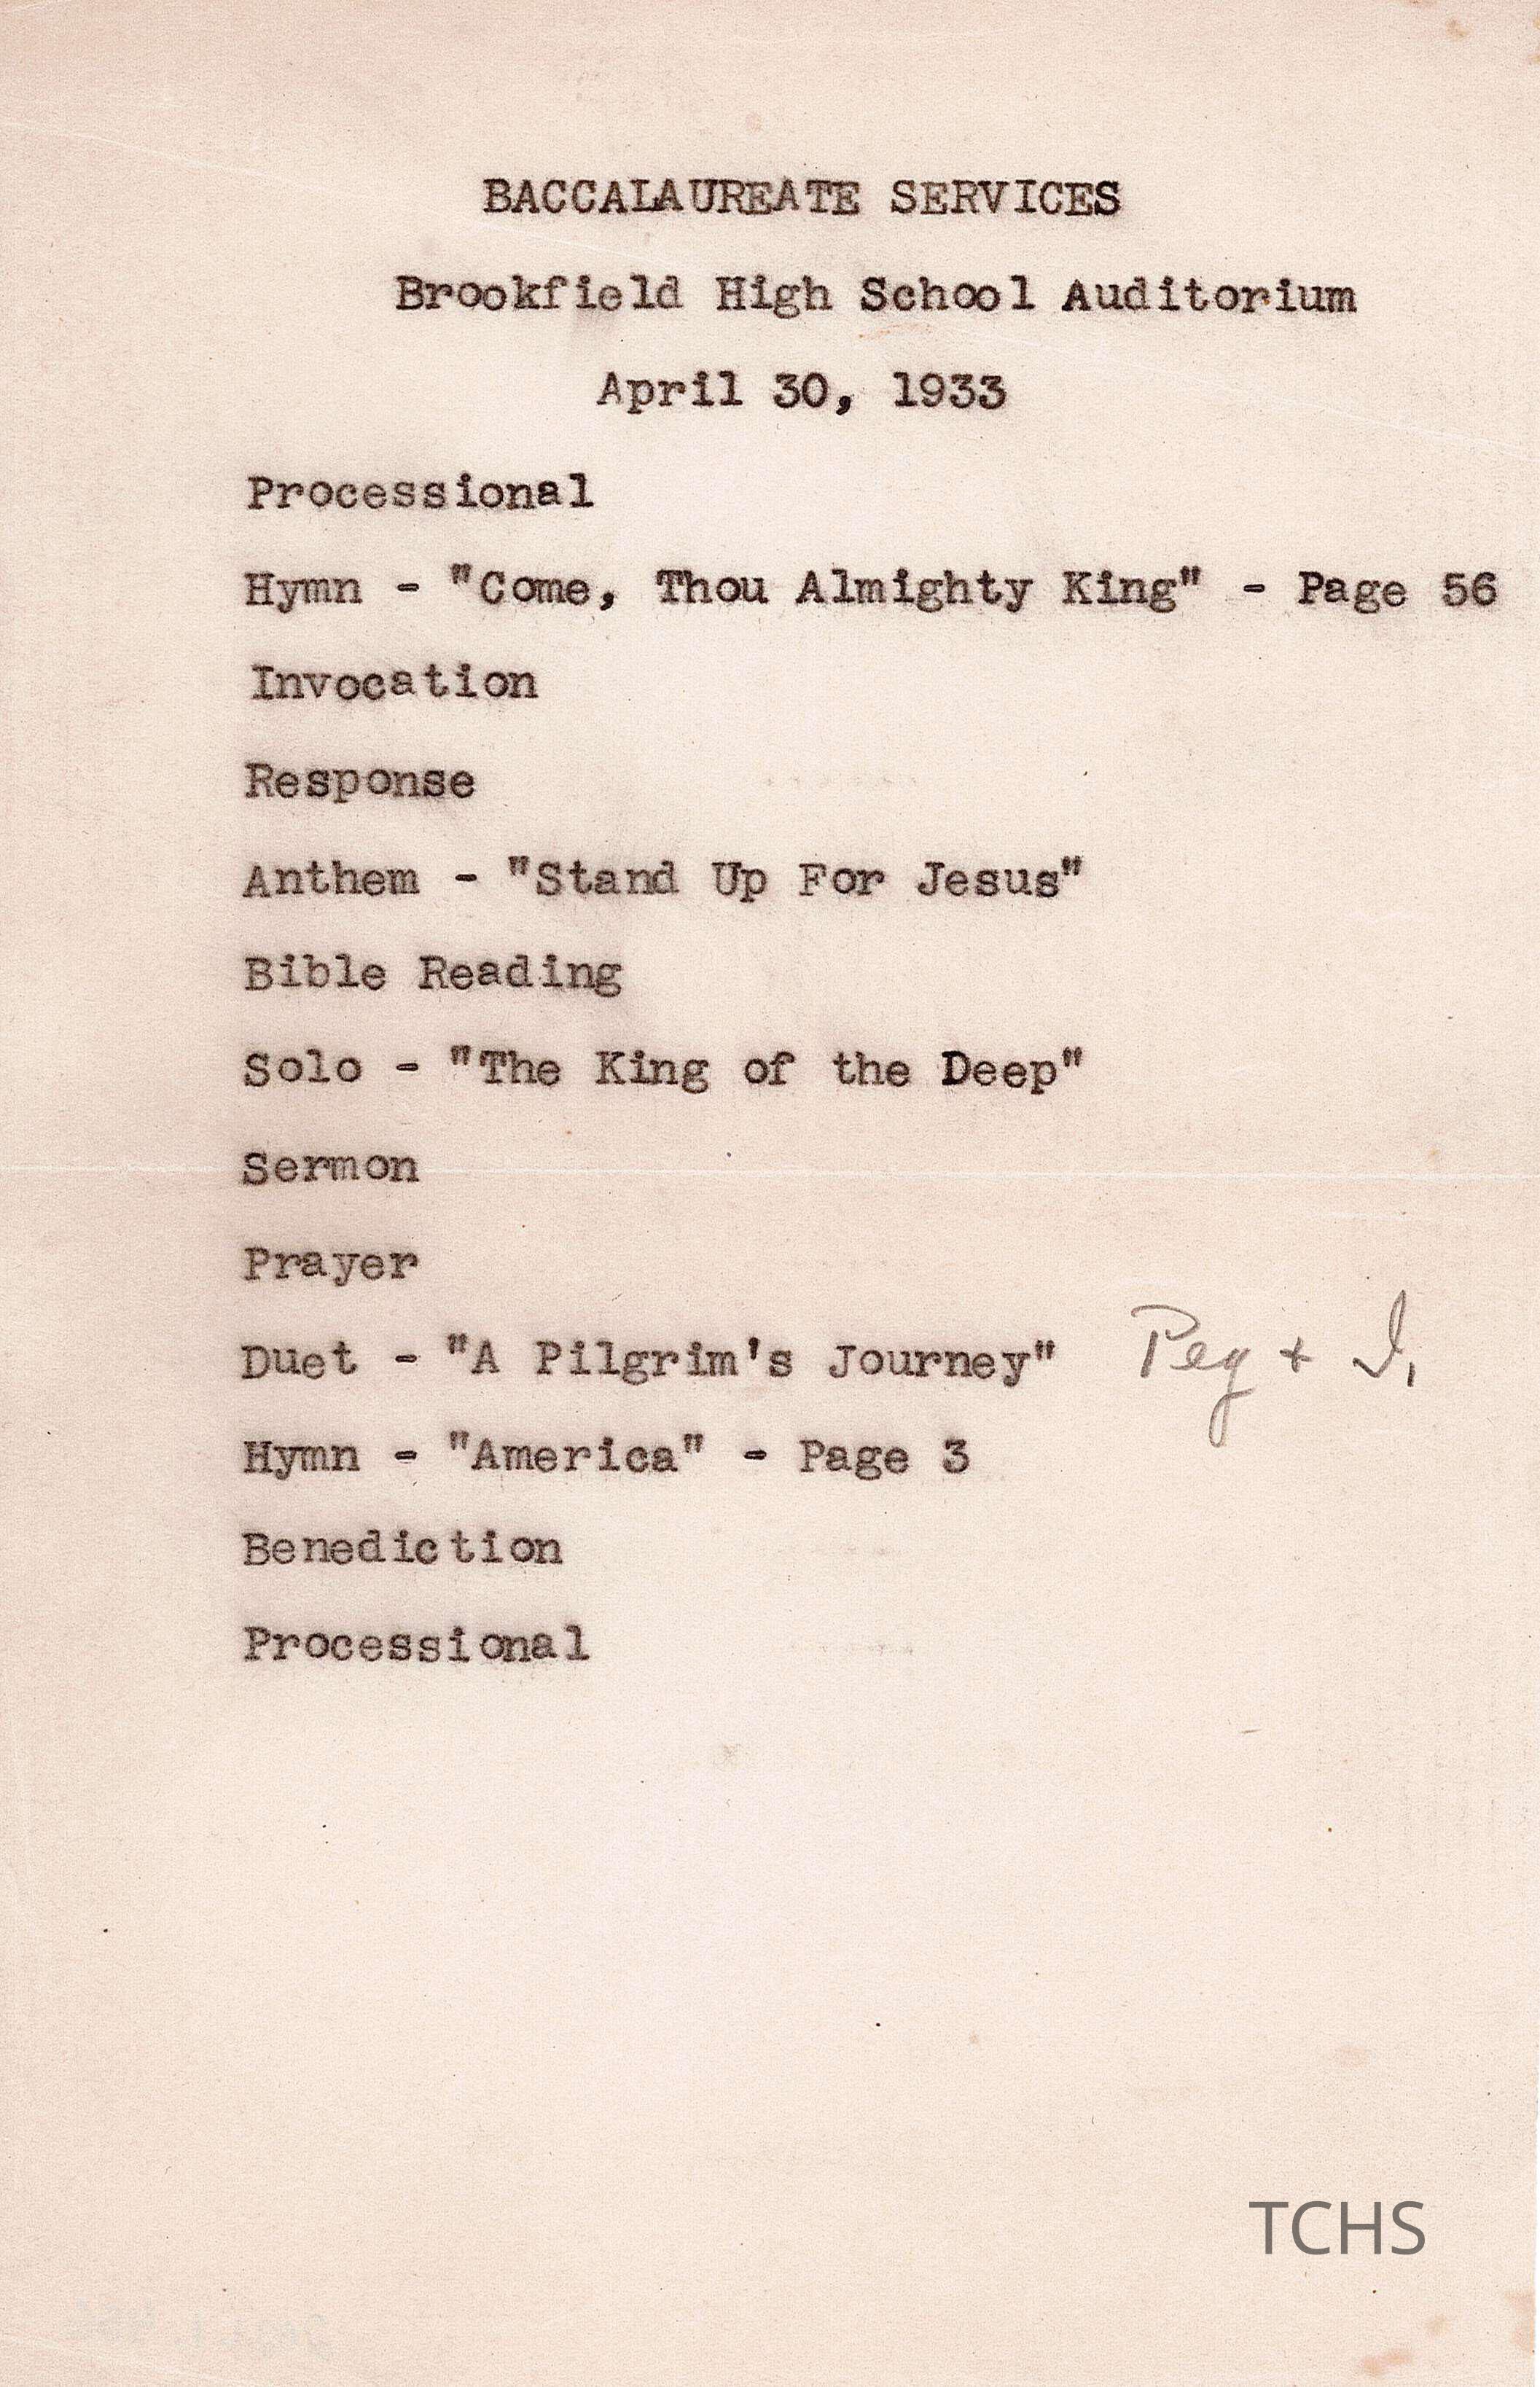 BACCALAUREATE SERVICES
Brookfield High School Auditorium
April 30, 1933
Processional
Hymn - "Come, Thou Almighty King" - Page 56
Invocation
Response
Anthem - "Stand Up For Jesus"
Bible Reading
Solo - "The King of the Deep"
Sermon
Prayer
Duet - "A Pilgrim's Journey" Peg + I,
Hymn - "America" - Page 3
Benediction
Processional
TCHS